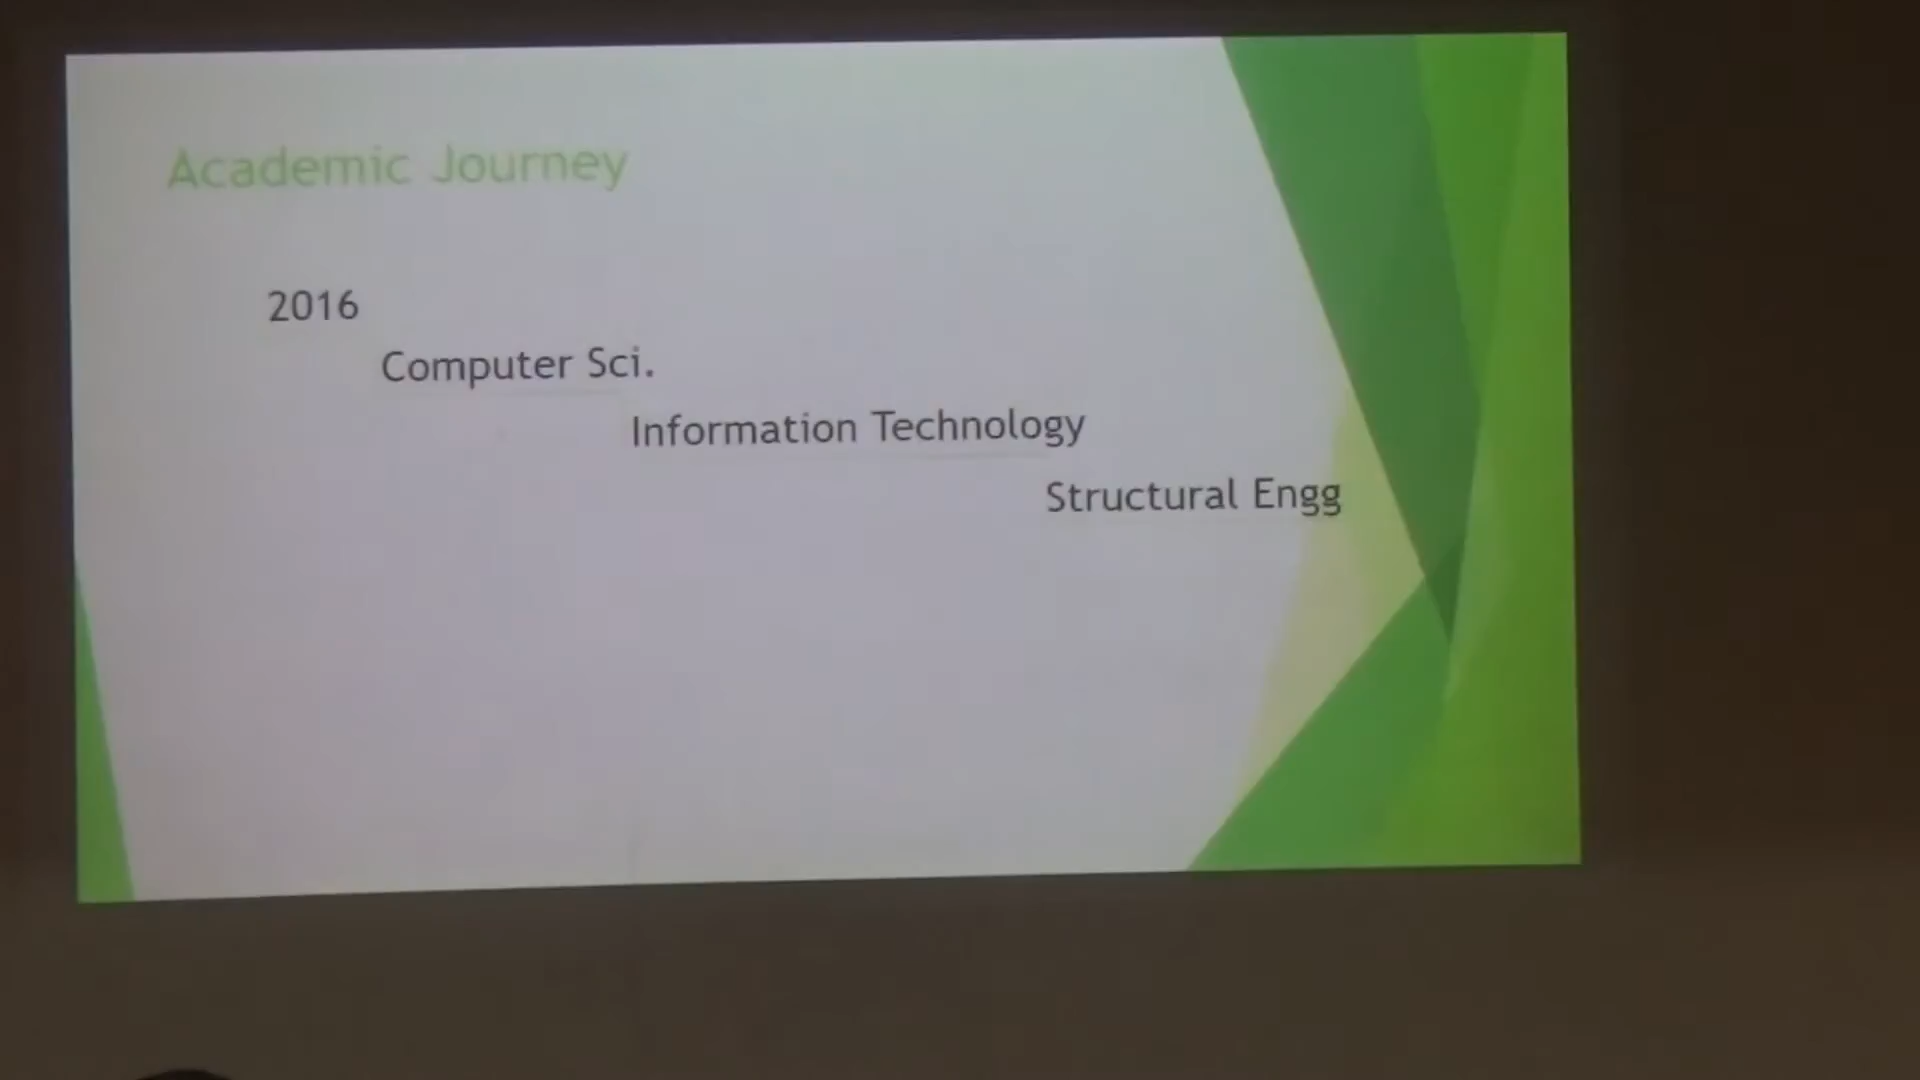 Academic Journey
2016
Computer Sci.
Information Technology
Structural Engg